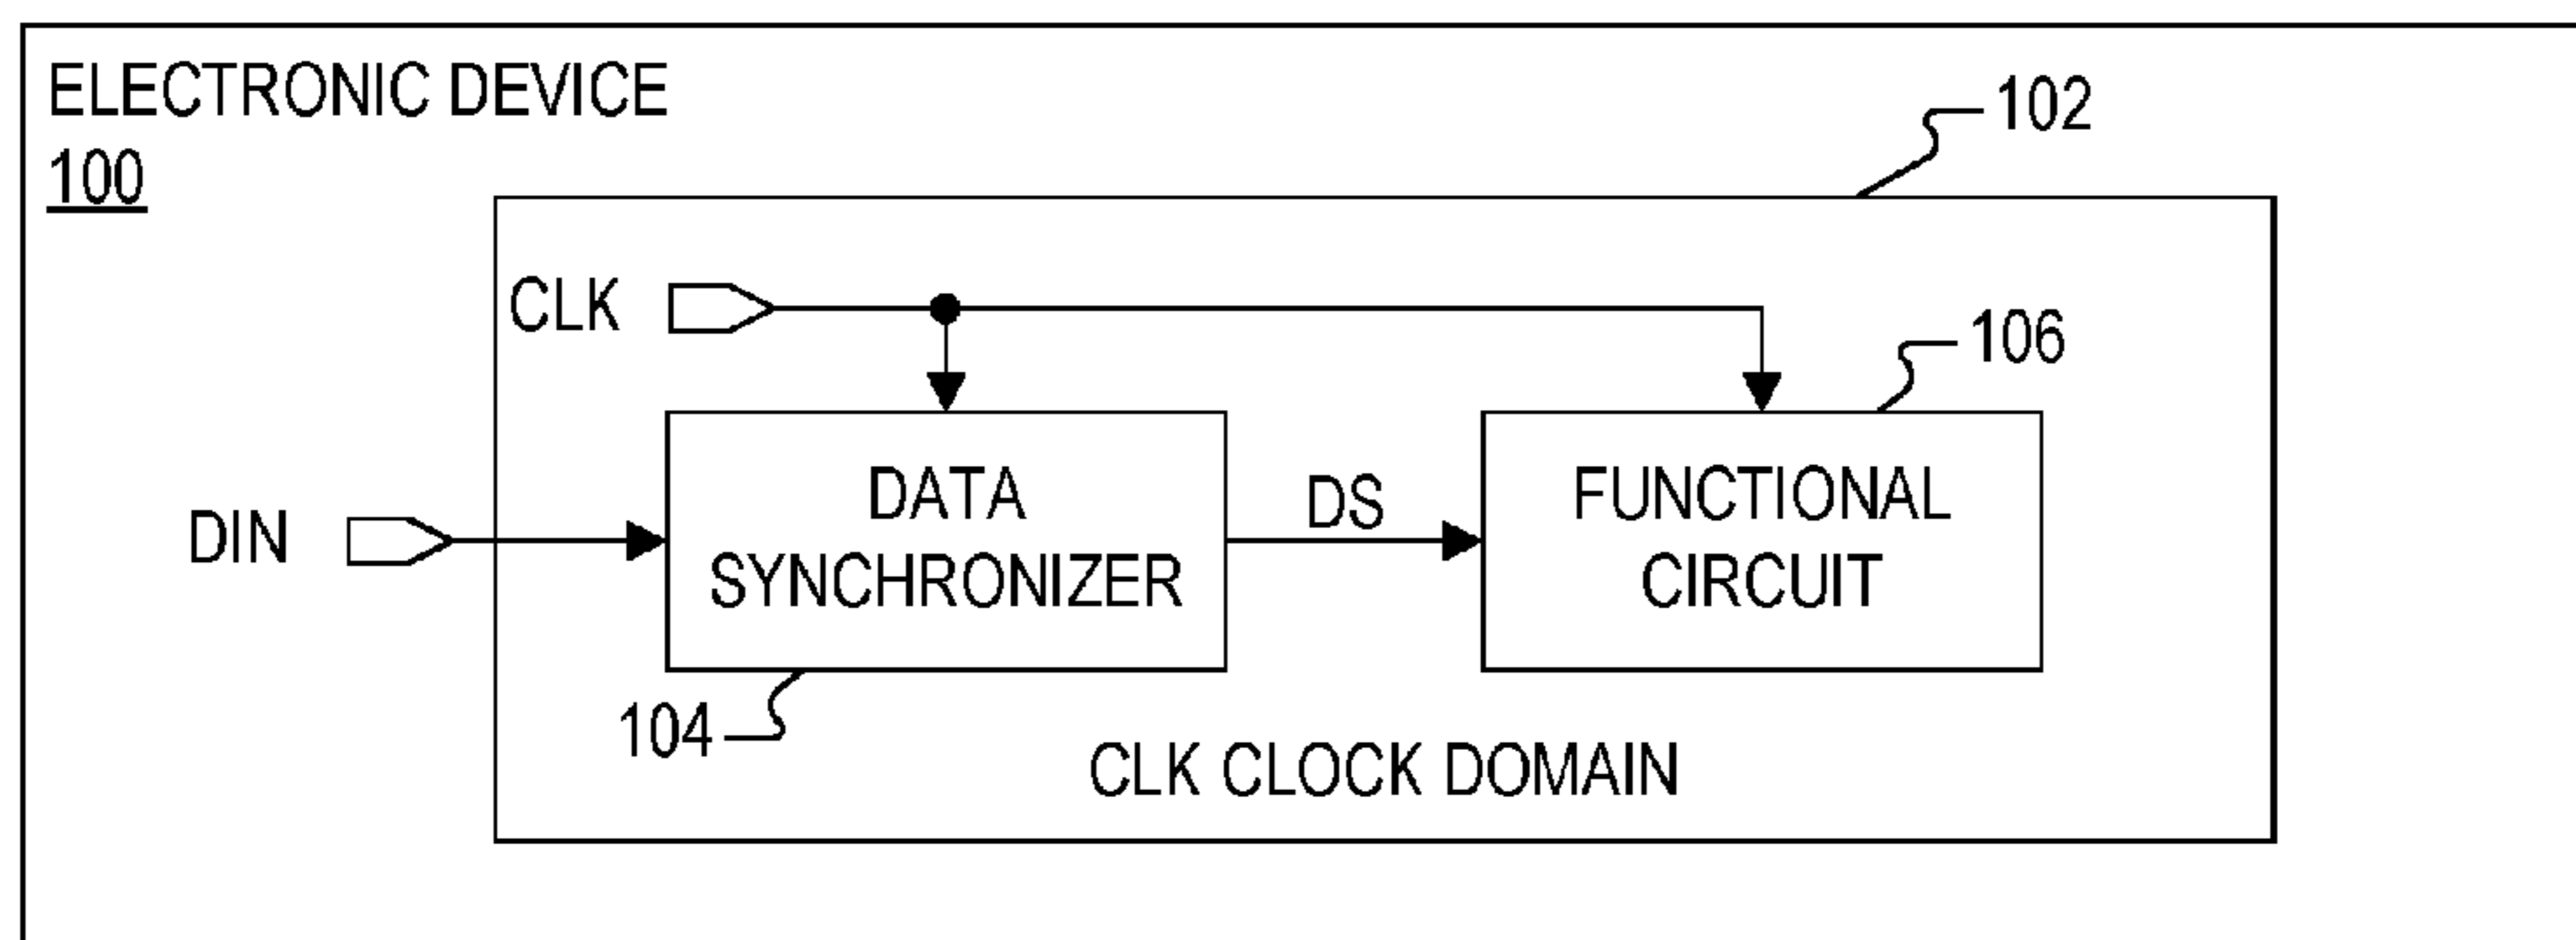 ELECTRONIC DEVICE
100
102
CLK
106
DIN
DATA
SYNCHRONIZER
DS
FUNCTIONAL
CIRCUIT
104
CLK CLOCK DOMAIN